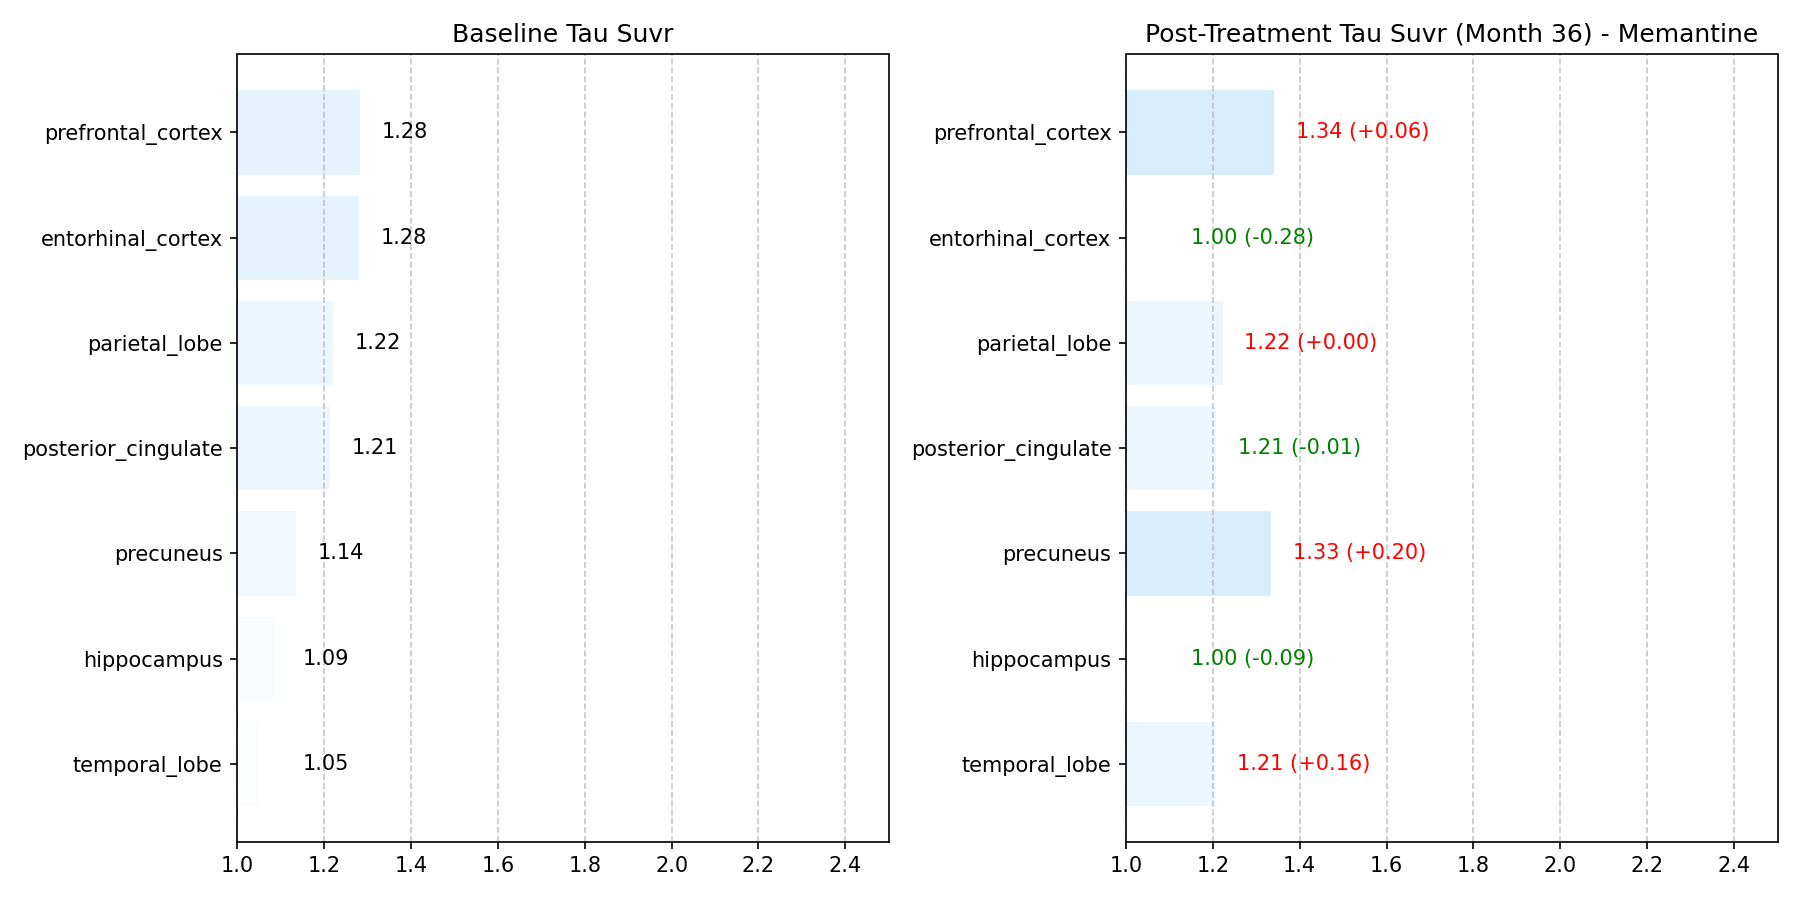 Baseline Tau Suvr
prefrontal_cortex 1.28
entorhinal_cortex 1.28
parietal_lobe 1.22
posterior_cingulate 1.21
precuneus 1.14
hippocampus 1.09
temporal_lobe 1.05
1.0 1.2 1.4 1.6 1.8 2.0 2.2 2.4
Post-Treatment Tau Suvr (Month 36) - Memantine
prefrontal_cortex 1.34 (+0.06)
entorhinal_cortex 1.00 (-0.28)
parietal_lobe 1.22 (+0.00)
posterior_cingulate 1.21 (-0.01)
precuneus 1.33 (+0.20)
hippocampus 1.00 (-0.09)
temporal_lobe 1.21 (+0.16)
1.0 1.2 1.4 1.6 1.8 2.0 2.2 2.4